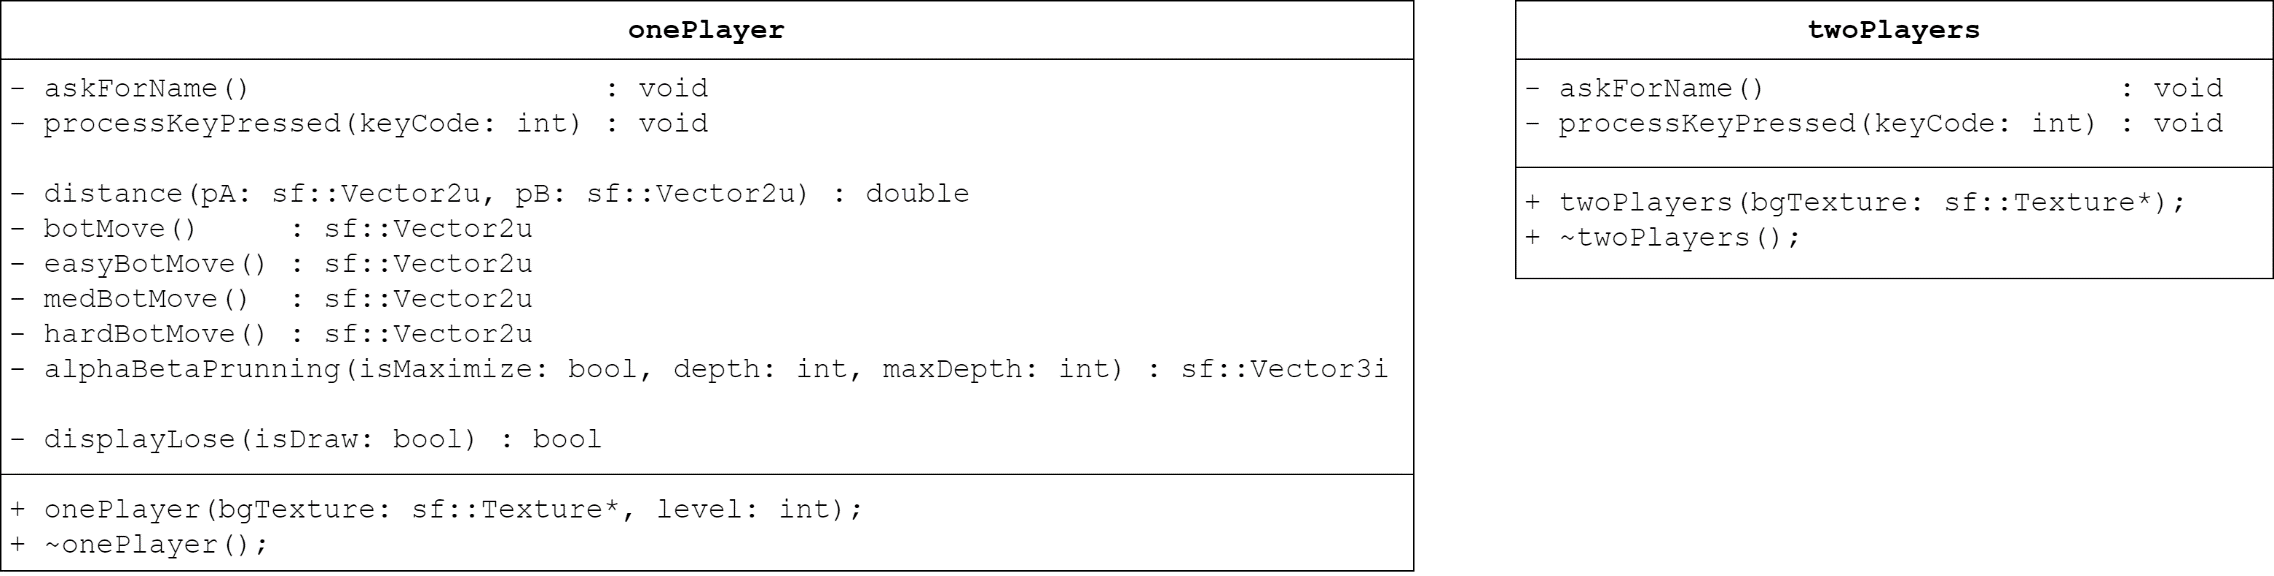 onePlayer
- askForName() : void
- processKeyPressed(keyCode: int) : void
- distance(pA: sf::Vector2u, pB: sf::Vector2u) : double
- botMove() : sf::Vector2u
- easyBotMove() : sf::Vector2u
- medBotMove() : sf::Vector2u
- hardBotMove() : sf::Vector2u
- alphaBetaPrunning(isMaximize: bool, depth: int, maxDepth: int) : sf::Vector3i
- displayLose(isDraw: bool) : bool
+ onePlayer(bgTexture: sf::Texture*, level: int);
+ ~onePlayer();
twoPlayers
- askForName() : void
- processKeyPressed(keyCode: int) : void
+ twoPlayers(bgTexture: sf::Texture*);
+ ~twoPlayers();